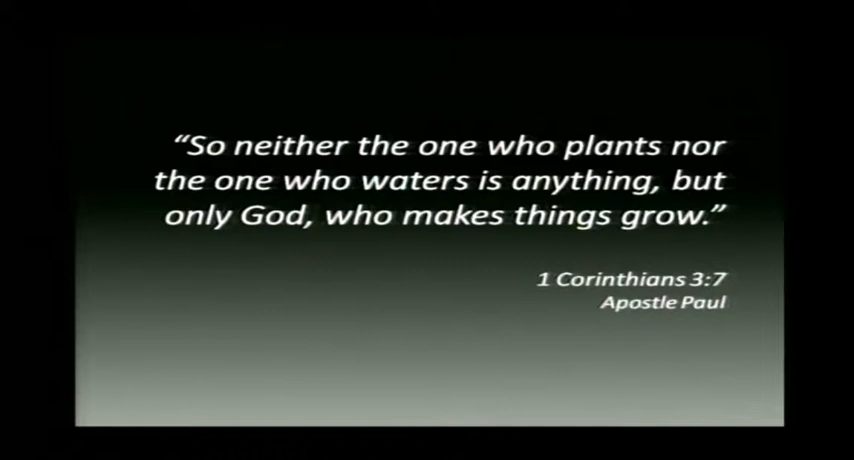 “So neither the one who plants nor
the one who waters is anything, but
only God, who makes things grow.”
1 Corinthians 3:7
Apostle Paul